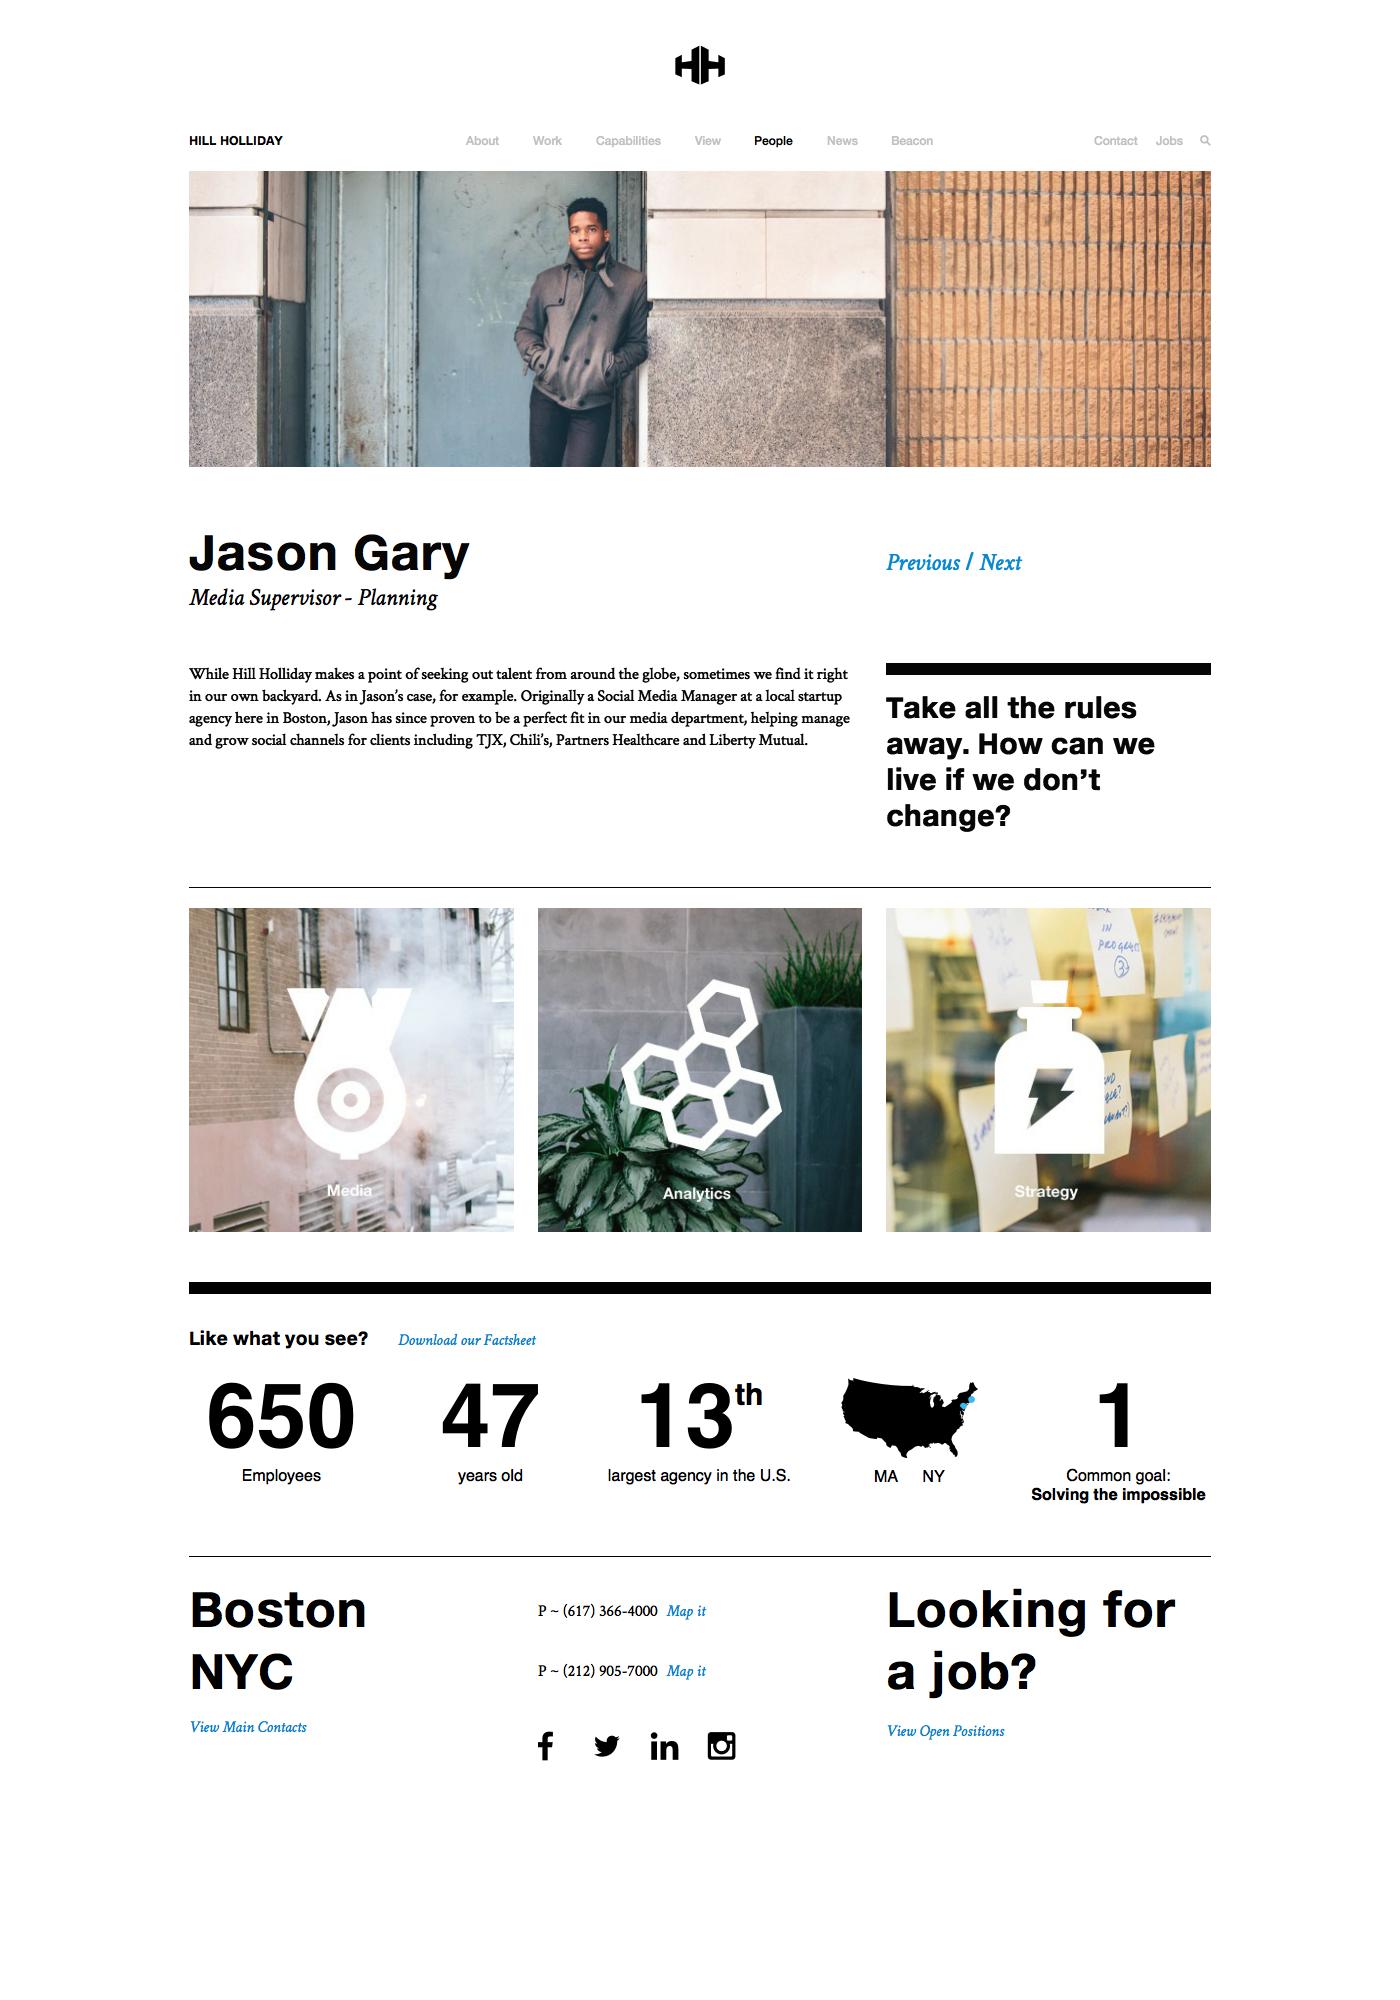 HILL HOLLIDAY
About Work Capabilities View People News Beacon
Contact Jobs
Jason Gary
Previous / Next
Media Supervisor - Planning
While Hill Holliday makes a point of seeking out talent from around the globe, sometimes we find it right
in our own backyard. As in Jason’s case, for example. Originally a Social Media Manager at a local startup
agency here in Boston, Jason has since proven to be a perfect fit in our media department, helping manage
and grow social channels for clients including TJX, Chili’s, Partners Healthcare and Liberty Mutual.
Take all the rules
away. How can we
live if we don’t
change?
Media
Analytics
IN
PROGRESS
3
Strategy
Like what you see? Download our Factsheet
650
Employees
47
years old
13th
largest agency in the U.S.
MA NY
1
Common goal:
Solving the impossible
Boston
NYC
View Main Contacts
P ~ (617) 366-4000 Map it
P ~ (212) 905-7000 Map it
Looking for
a job?
View Open Positions